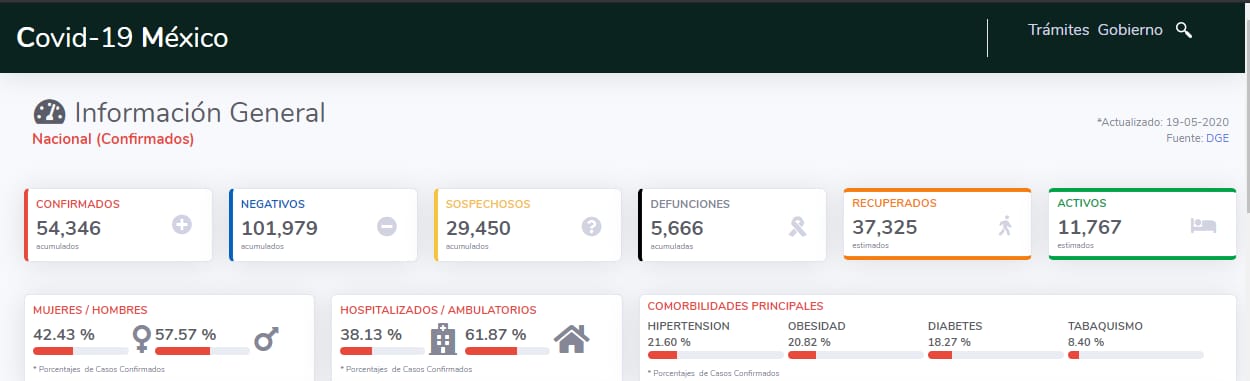 Covid-19 México
Trámites Gobierno
Información General
Nacional (Confirmados)
*Actualizado: 19-05-2020
Fuente: DGE
CONFIRMADOS
54,346
acumulados
NEGATIVOS
101,979
acumulados
SOSPECHOSOS
29,450
acumulados
DEFUNCIONES
5,666
acumuladas
RECUPERADOS
37,325
estimados
ACTIVOS
11,767
estimados
MUJERES / HOMBRES
42.43 % 57.57 %
* Porcentajes de Casos Confirmados
HOSPITALIZADOS / AMBULATORIOS
38.13 % 61.87 %
* Porcentajes de Casos Confirmados
COMORBILIDADES PRINCIPALES
HIPERTENSION OBESIDAD DIABETES TABAQUISMO
21.60 % 20.82 % 18.27 % 8.40 %
* Porcentajes de Casos Confirmados